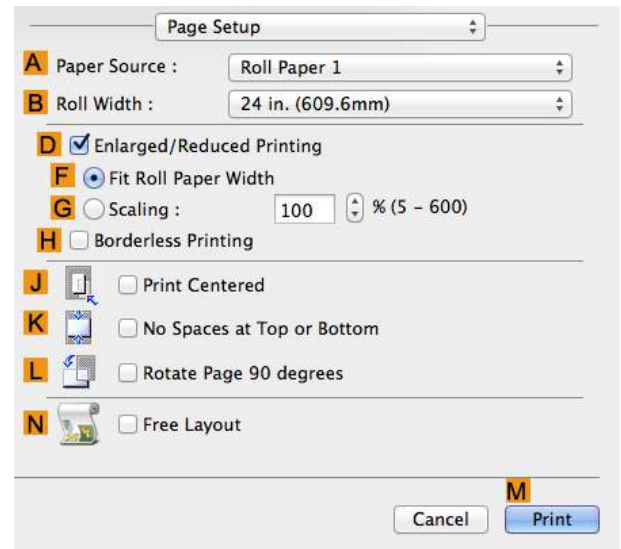 Page Setup
A Paper Source : Roll Paper 1
B Roll Width : 24 in. (609.6mm)
D Enlarged/Reduced Printing
F Fit Roll Paper Width
G Scaling : 100 % (5 – 600)
H Borderless Printing
J Print Centered
K No Spaces at Top or Bottom
L Rotate Page 90 degrees
N Free Layout
M
Cancel Print